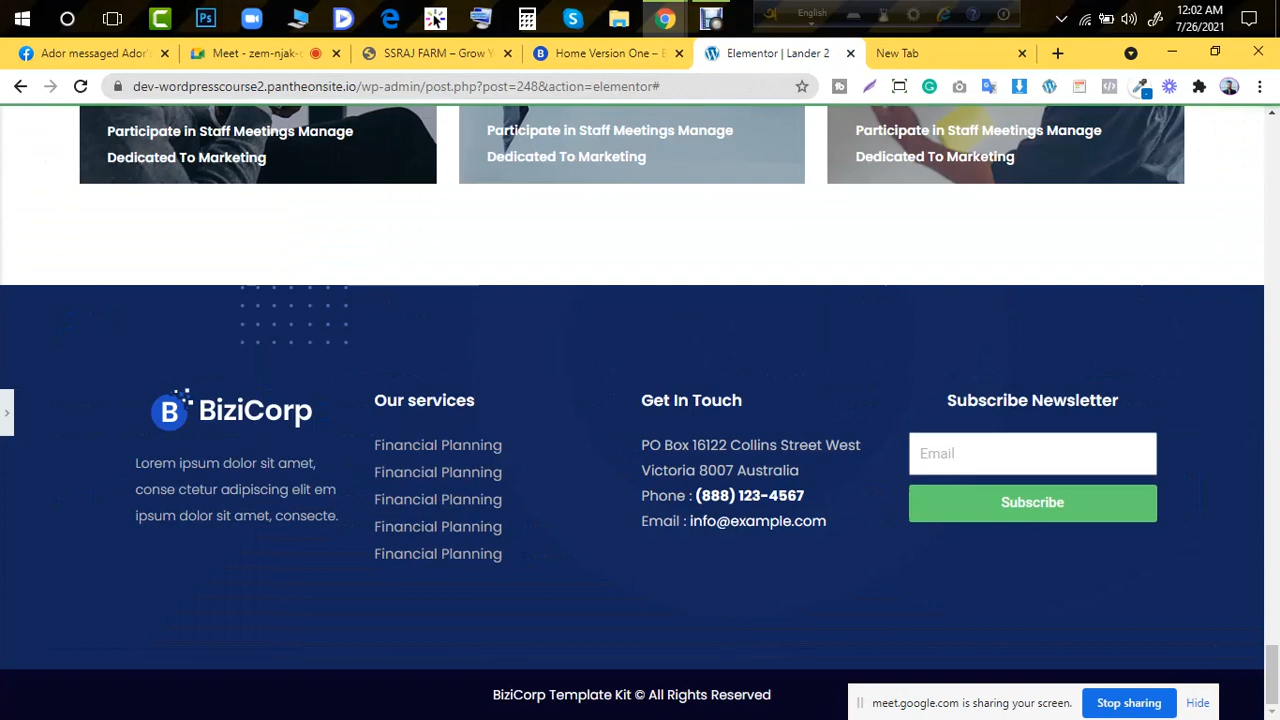 English
12:02 AM
7/26/2021
Ador messaged Ador'
Meet - zem-njak-
SSRAJ FARM – Grow Y
Home Version One – B
Elementor | Lander 2
New Tab
dev-wordpresscourse2.pantheonsite.io/wp-admin/post.php?post=248&action=elementor#
Participate in Staff Meetings Manage
Dedicated To Marketing
Participate in Staff Meetings Manage
Dedicated To Marketing
Participate in Staff Meetings Manage
Dedicated To Marketing
B BiziCorp
Lorem ipsum dolor sit amet,
conse ctetur adipiscing elit em
ipsum dolor sit amet, consecte.
Our services
Financial Planning
Financial Planning
Financial Planning
Financial Planning
Financial Planning
Get In Touch
PO Box 16122 Collins Street West
Victoria 8007 Australia
Phone : (888) 123-4567
Email : info@example.com
Subscribe Newsletter
Email
Subscribe
BiziCorp Template Kit © All Rights Reserved
meet.google.com is sharing your screen.
Stop sharing
Hide